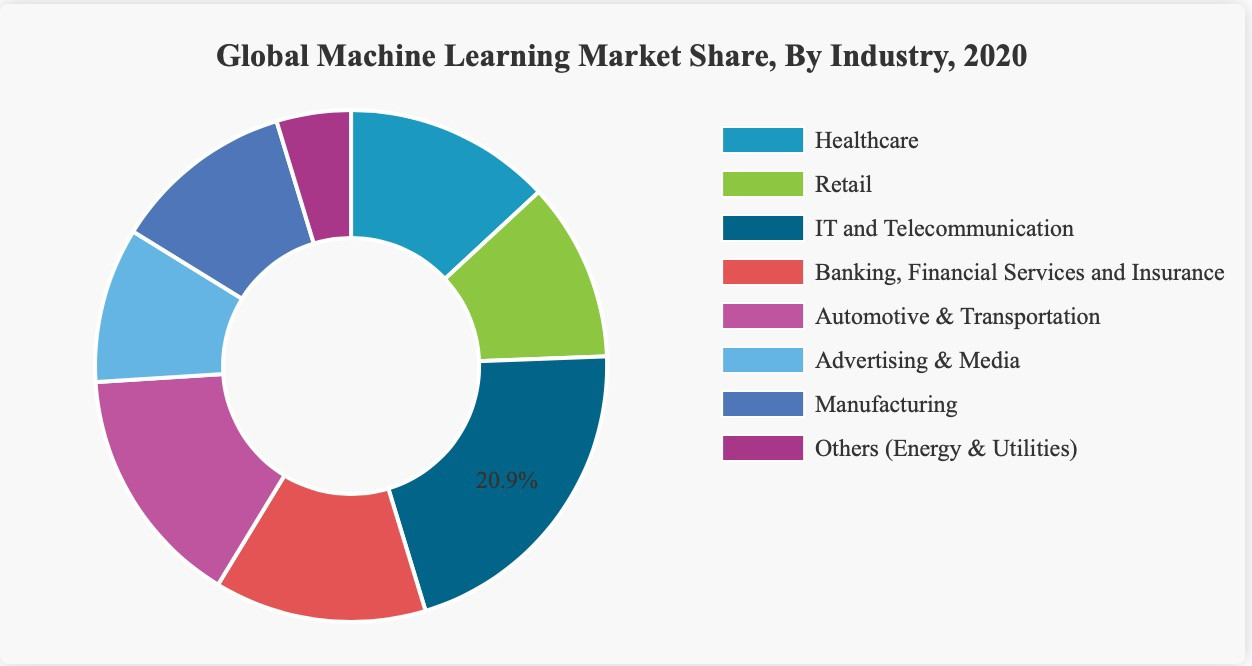 Global Machine Learning Market Share, By Industry, 2020
Healthcare
Retail
IT and Telecommunication
Banking, Financial Services and Insurance
Automotive & Transportation
Advertising & Media
Manufacturing
Others (Energy & Utilities)
20.9%